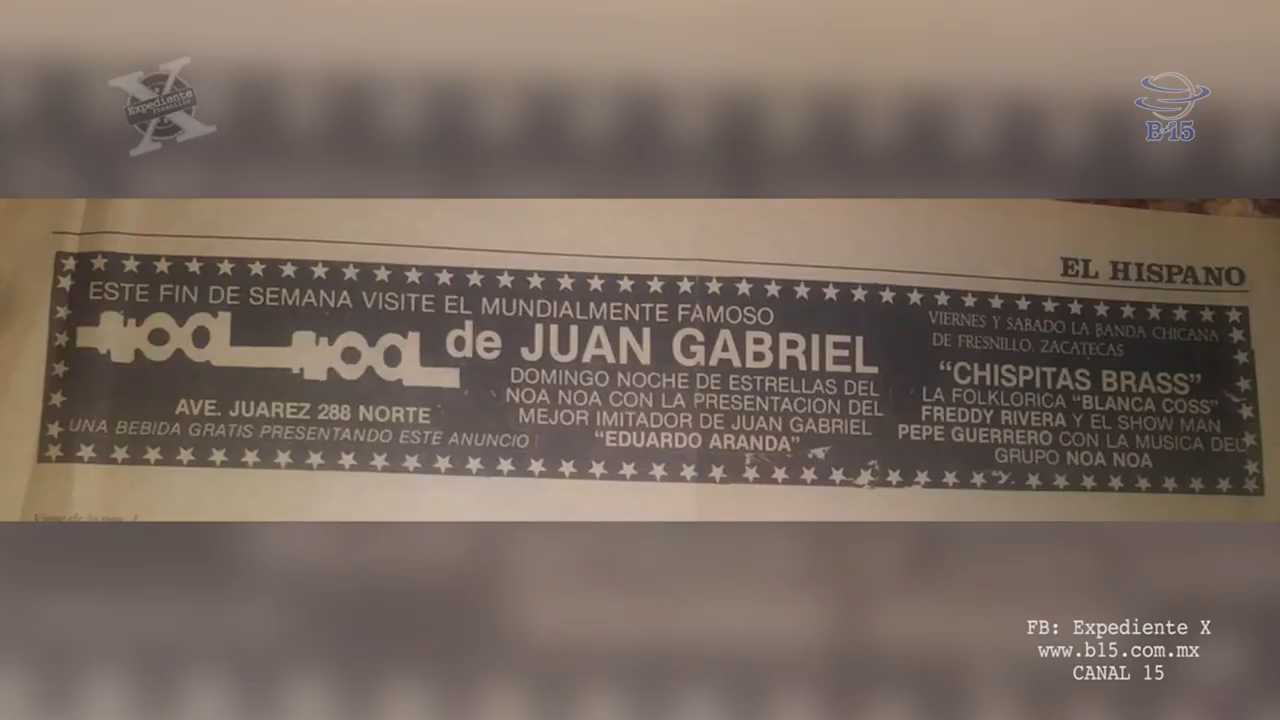 X
Expediente
Fresnillo
B-15
EL HISPANO
ESTE FIN DE SEMANA VISITE EL MUNDIALMENTE FAMOSO
NOA NOA de JUAN GABRIEL
AVE. JUAREZ 288 NORTE
UNA BEBIDA GRATIS PRESENTANDO ESTE ANUNCIO
DOMINGO NOCHE DE ESTRELLAS DEL
NOA NOA CON LA PRESENTACION DEL
MEJOR IMITADOR DE JUAN GABRIEL
"EDUARDO ARANDA"
VIERNES Y SABADO LA BANDA CHICANA
DE FRESNILLO, ZACATECAS
"CHISPITAS BRASS"
LA FOLKLORICA "BLANCA COSS"
FREDDY RIVERA Y EL SHOW MAN
PEPE GUERRERO CON LA MUSICA DEL
GRUPO NOA NOA
FB: Expediente X
www.b15.com.mx
CANAL 15